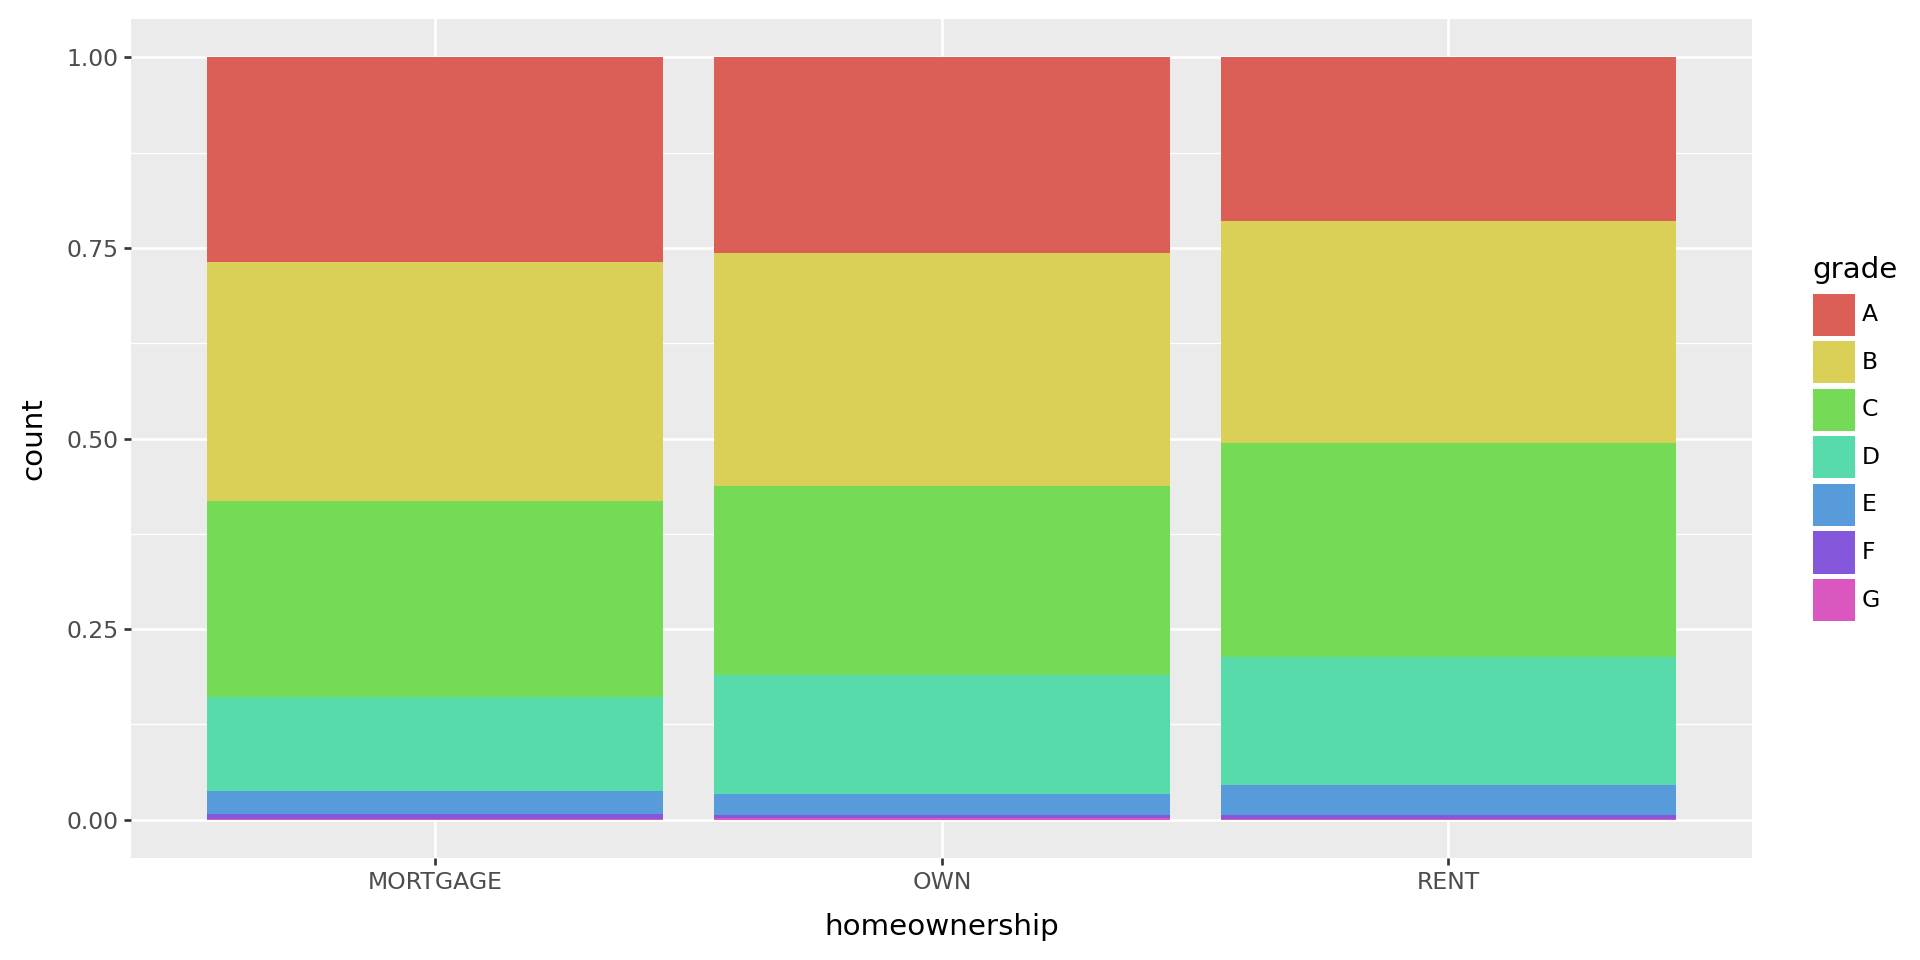 1.00
0.75
0.50
0.25
0.00
count
MORTGAGE
OWN
RENT
homeownership
grade
A
B
C
D
E
F
G